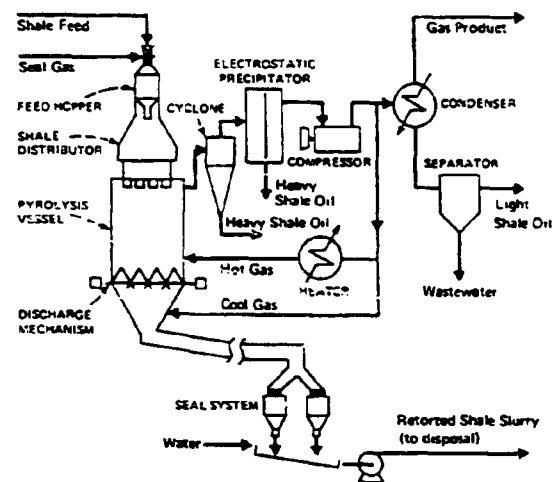 Shale Feed
Seal Gas
FEED HOPPER
SHALE
DISTRIBUTOR
PYROLYSIS
VESSEL
DISCHARGE
MECHANISM
CYCLONE
ELECTROSTATIC
PRECIPITATOR
COMPRESSOR
Heavy
Shale Oil
Heavy Shale Oil
Hot Gas
HEATER
Cool Gas
Gas Product
CONDENSER
SEPARATOR
Light
Shale Oil
Wastewater
SEAL SYSTEM
Water
Retorted Shale Slurry
(to disposal)